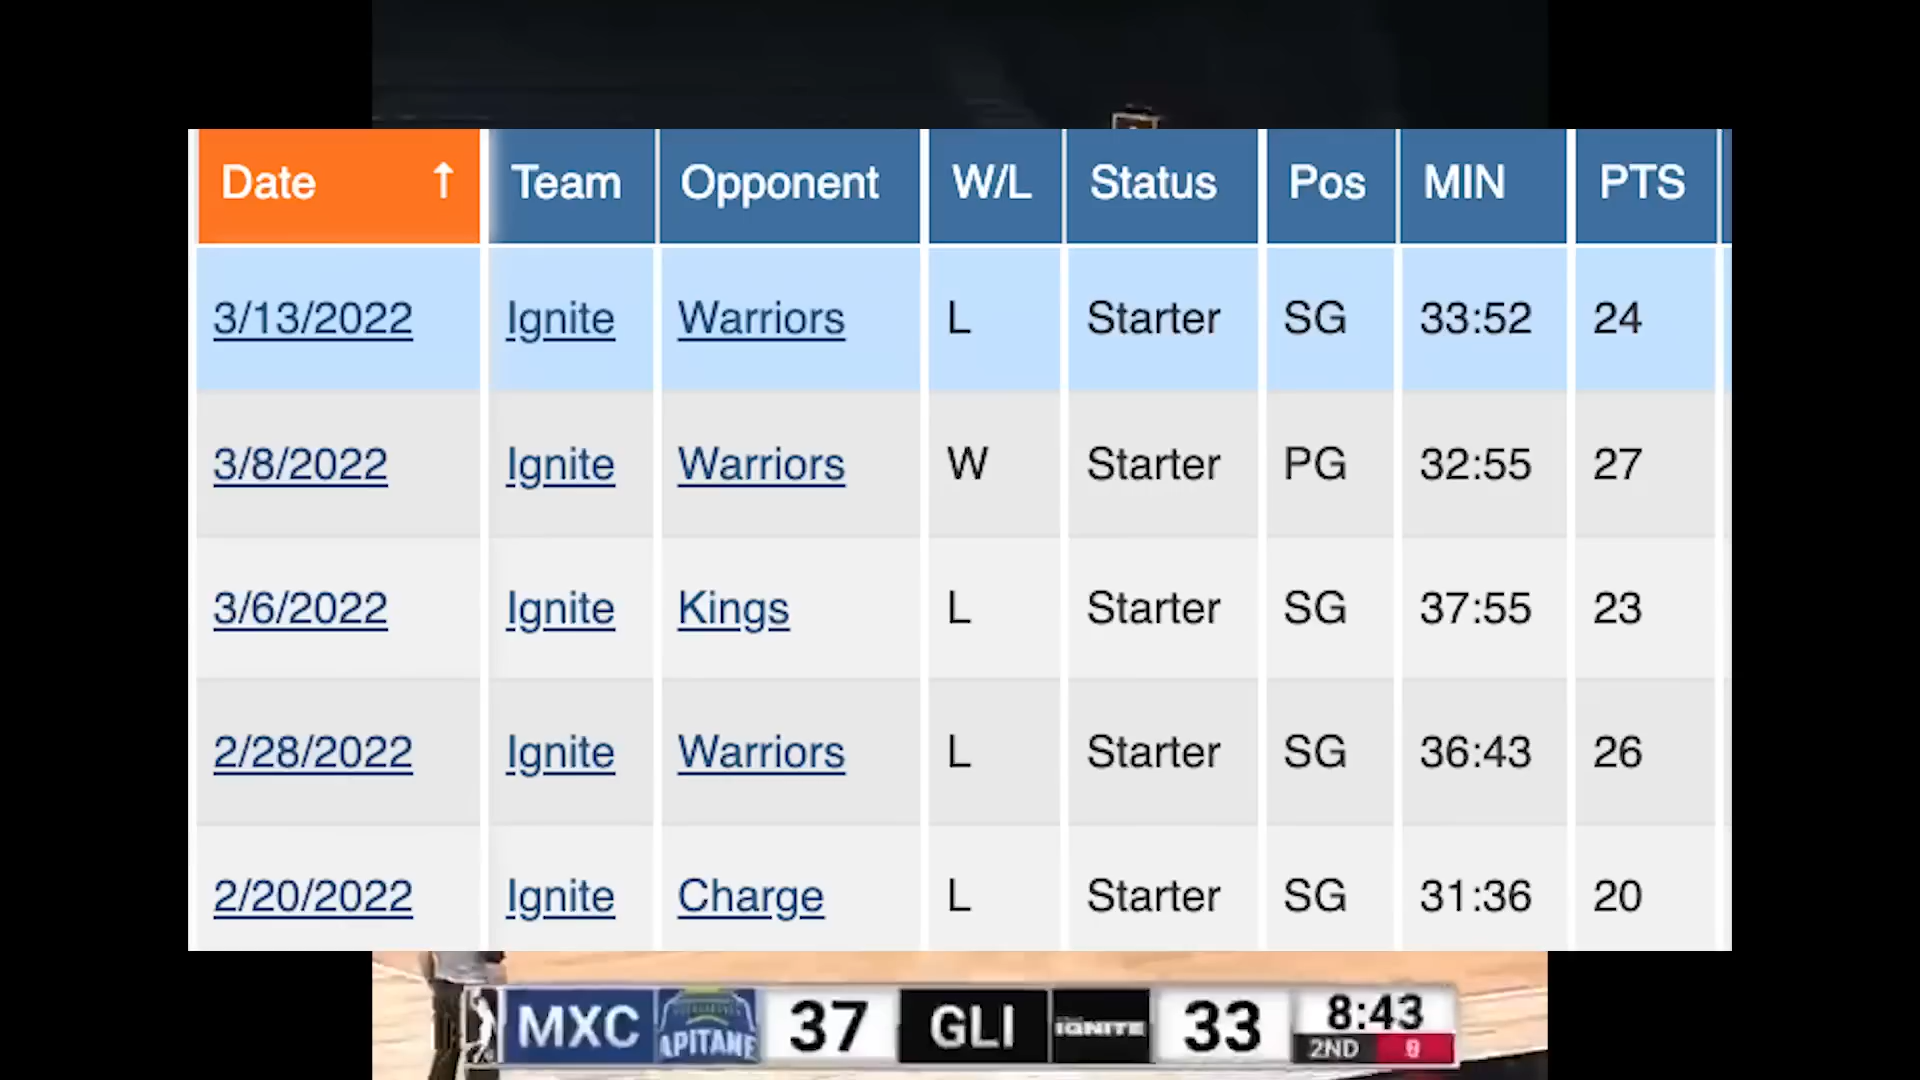 Date ↑ Team Opponent W/L Status Pos MIN PTS
3/13/2022 Ignite Warriors L Starter SG 33:52 24
3/8/2022 Ignite Warriors W Starter PG 32:55 27
3/6/2022 Ignite Kings L Starter SG 37:55 23
2/28/2022 Ignite Warriors L Starter SG 36:43 26
2/20/2022 Ignite Charge L Starter SG 31:36 20
MXC APITANE 37 GLI IGNITE 33 8:43
2ND